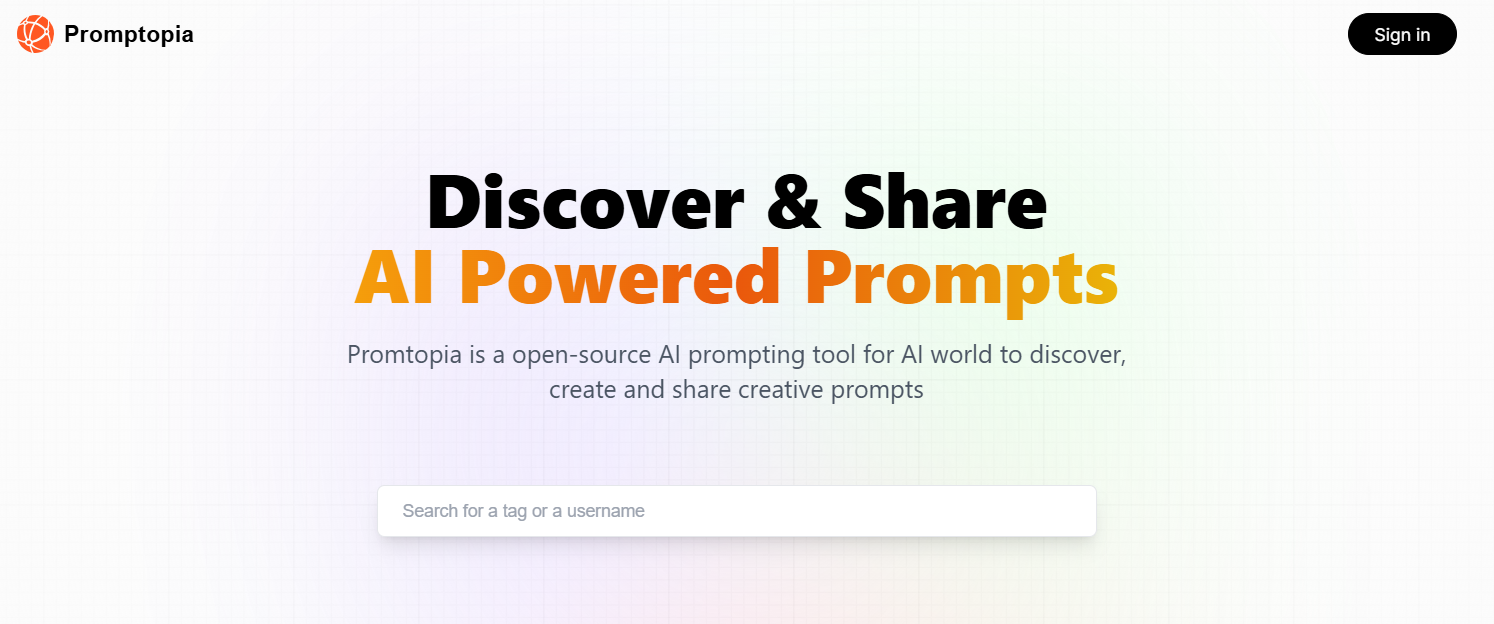 Promptopia
Sign in
Discover & Share
AI Powered Prompts
Promtopia is a open-source AI prompting tool for AI world to discover,
create and share creative prompts
Search for a tag or a username